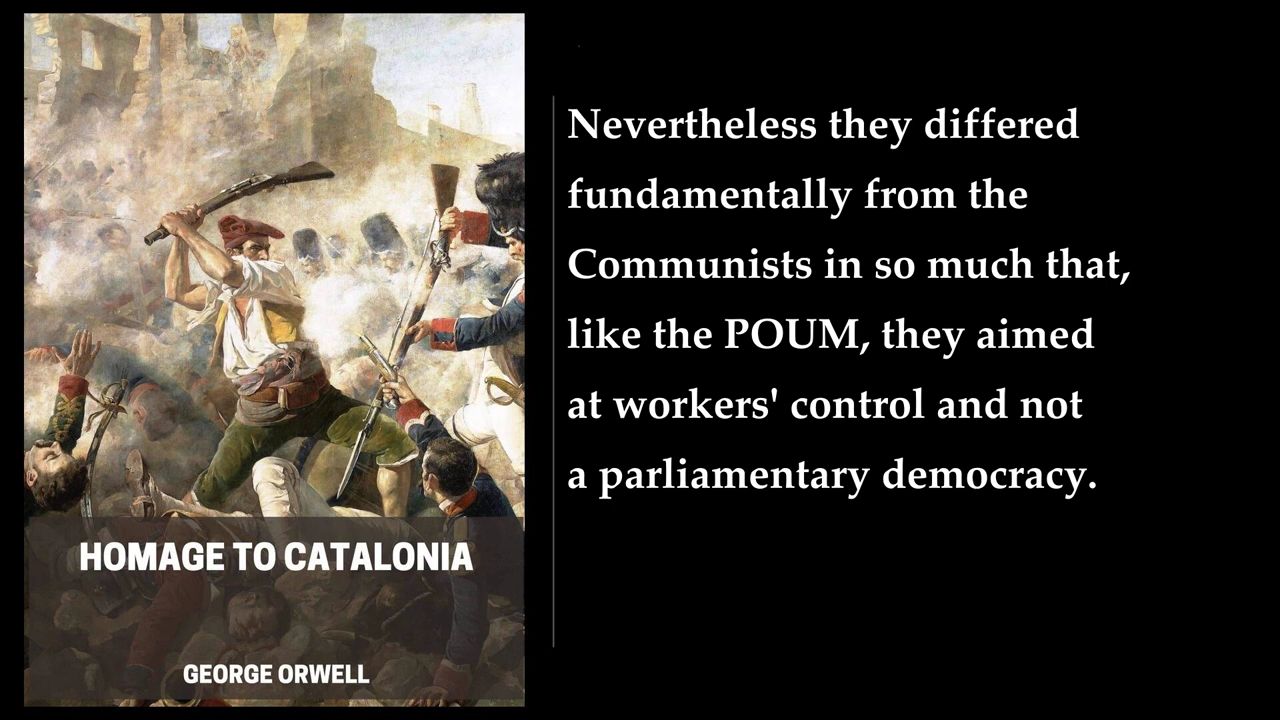 Nevertheless they differed
fundamentally from the
Communists in so much that,
like the POUM, they aimed
at workers' control and not
a parliamentary democracy.
HOMAGE TO CATALONIA
GEORGE ORWELL